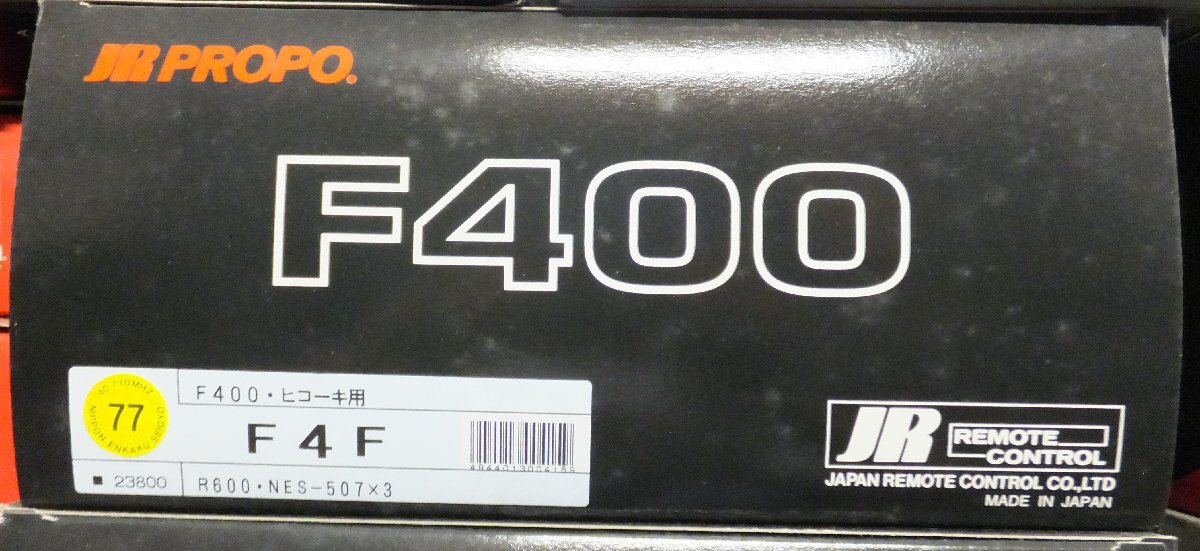 JR PROPO®
F400
40.770MHZ
77
NIPPON ENKAKU SEIGYO
F400・ヒコーキ用
F4F
■ 23800
R600・NES-507×3
JR REMOTE CONTROL
JAPAN REMOTE CONTROL CO.,LTD
MADE IN JAPAN